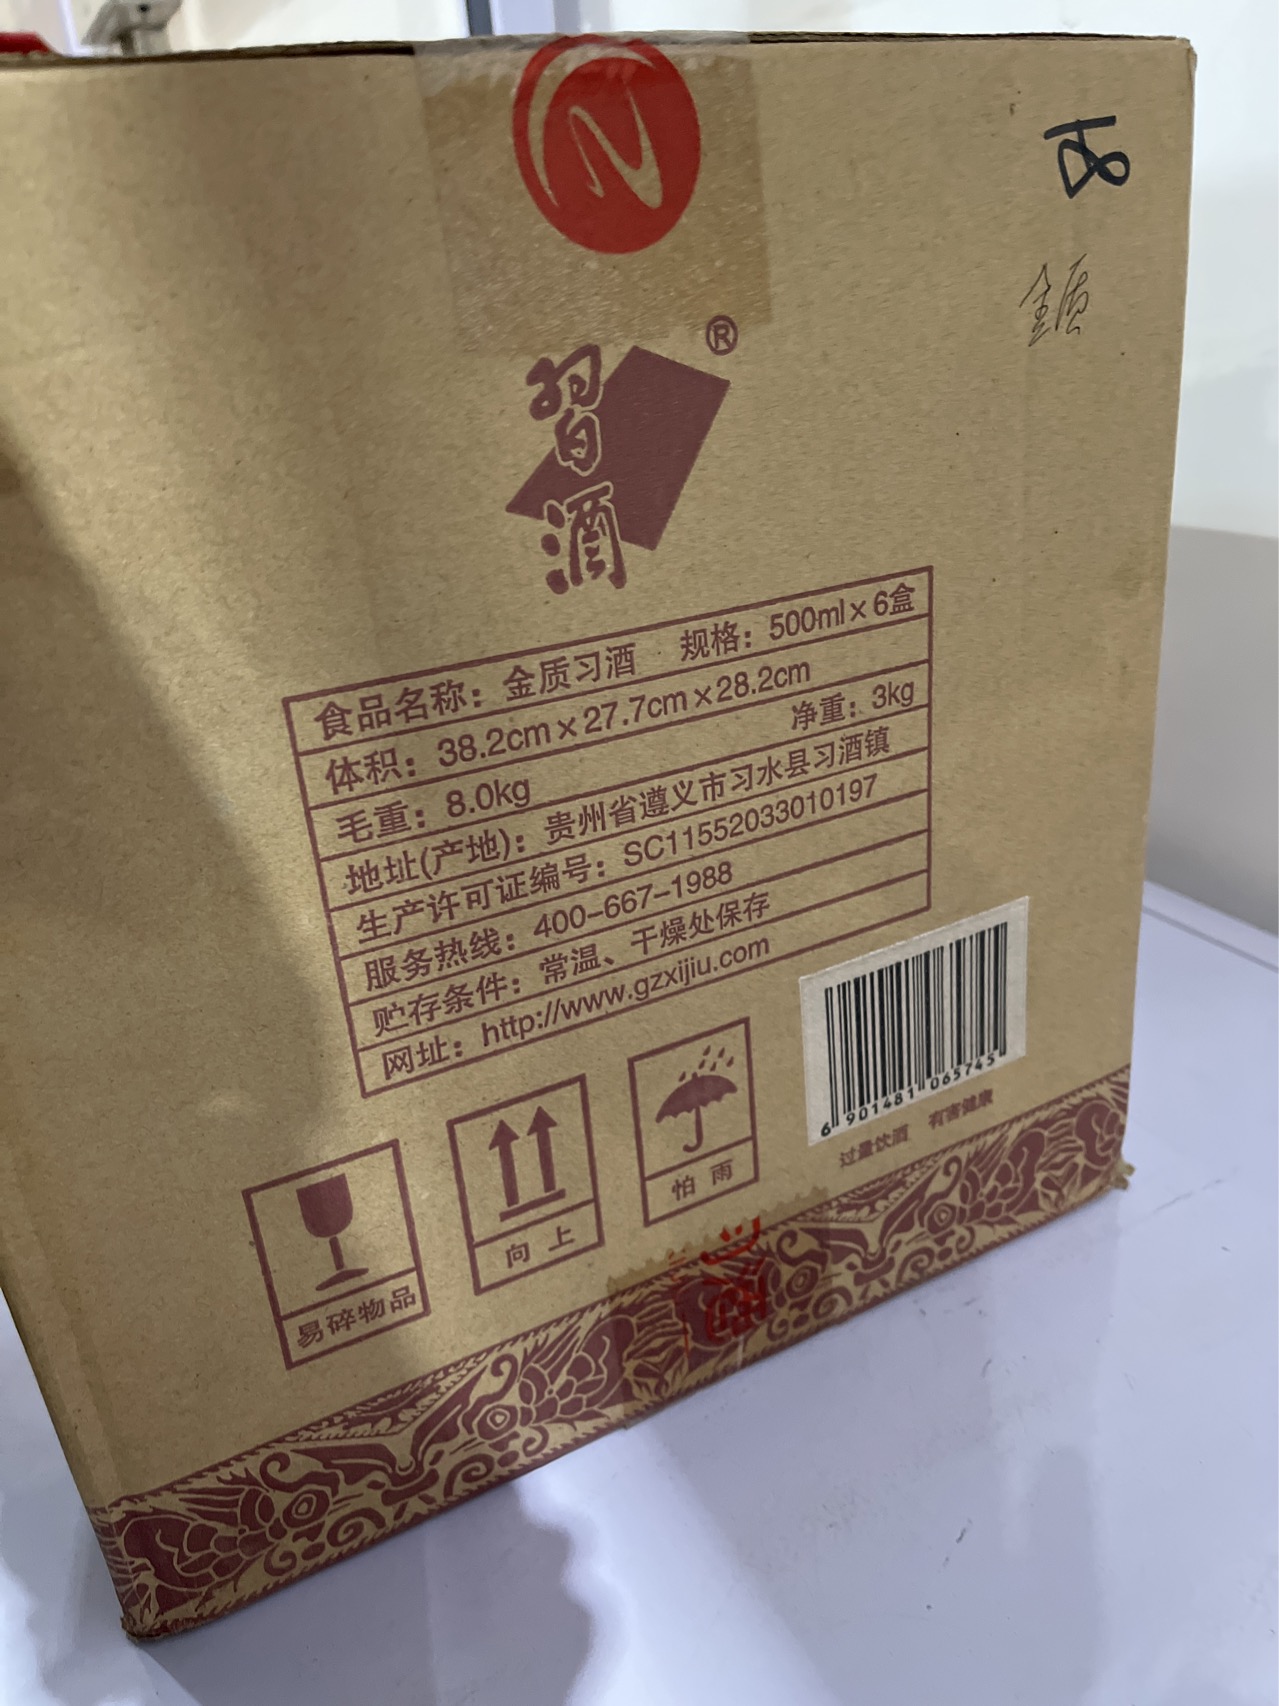 金质
習酒®
食品名称：金质习酒 规格：500ml×6盒
体积：38.2cm×27.7cm×28.2cm
毛重：8.0kg 净重：3kg
地址(产地)：贵州省遵义市习水县习酒镇
生产许可证编号：SC11552033010197
服务热线：400-667-1988
贮存条件：常温、干燥处保存
网址：http://www.gzxijiu.com
易碎物品
向上
怕雨
6 901481 065745
过量饮酒 有害健康